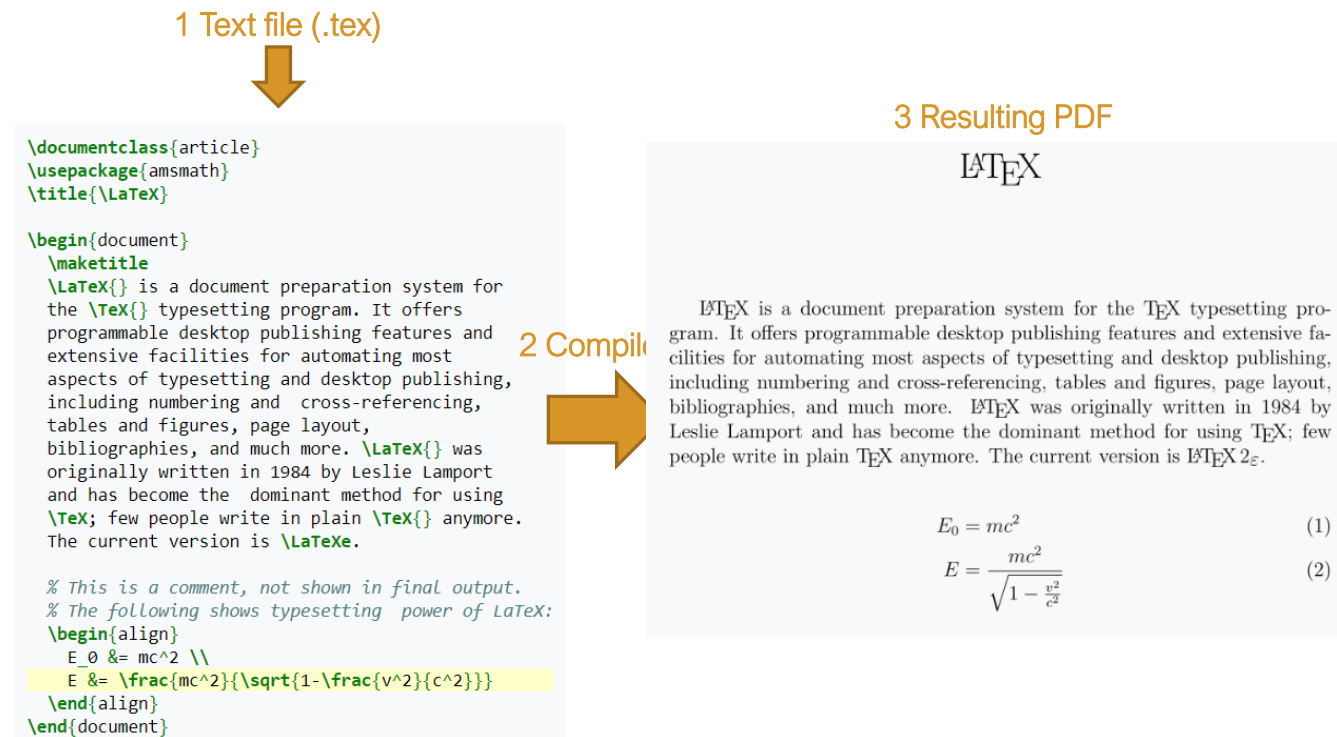 1 Text file (.tex)
\documentclass{article}
\usepackage{amsmath}
\title{\LaTeX}
\begin{document}
\maketitle
\LaTeX{} is a document preparation system for
the \TeX{} typesetting program. It offers
programmable desktop publishing features and
extensive facilities for automating most
aspects of typesetting and desktop publishing,
including numbering and  cross-referencing,
tables and figures, page layout,
bibliographies, and much more. \LaTeX{} was
originally written in 1984 by Leslie Lamport
and has become the  dominant method for using
\TeX; few people write in plain \TeX{} anymore.
The current version is \LaTeXe.
% This is a comment, not shown in final output.
% The following shows typesetting  power of LaTeX:
\begin{align}
E_0 &= mc^2 \\
E &= \frac{mc^2}{\sqrt{1-\frac{v^2}{c^2}}}
\end{align}
\end{document}
2 Compile
3 Resulting PDF
LATEX
LATEX is a document preparation system for the TEX typesetting pro-
gram. It offers programmable desktop publishing features and extensive fa-
cilities for automating most aspects of typesetting and desktop publishing,
including numbering and cross-referencing, tables and figures, page layout,
bibliographies, and much more. LATEX was originally written in 1984 by
Leslie Lamport and has become the dominant method for using TEX; few
people write in plain TEX anymore. The current version is LATEX 2ε.
E₀ = mc² (1)
E = mc² / √(1 − v²/c²) (2)